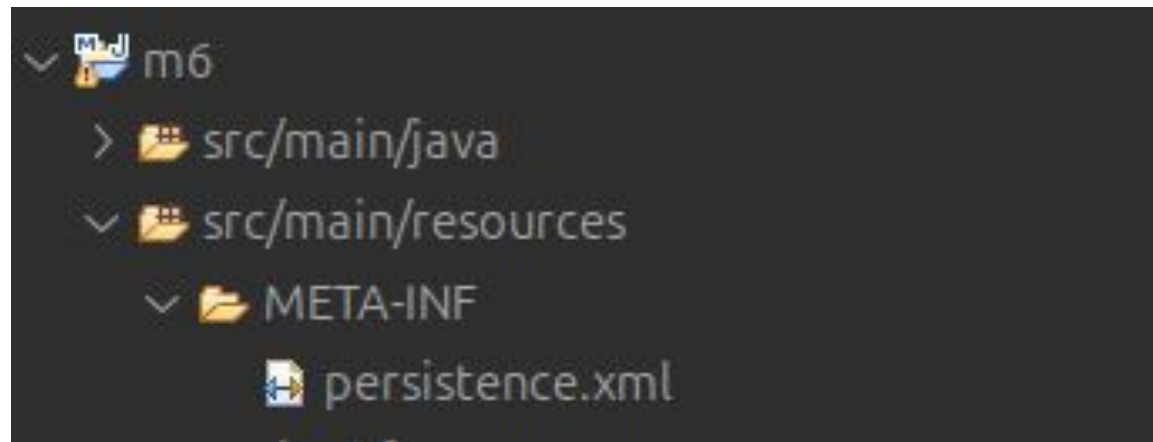 m6
src/main/java
src/main/resources
META-INF
persistence.xml